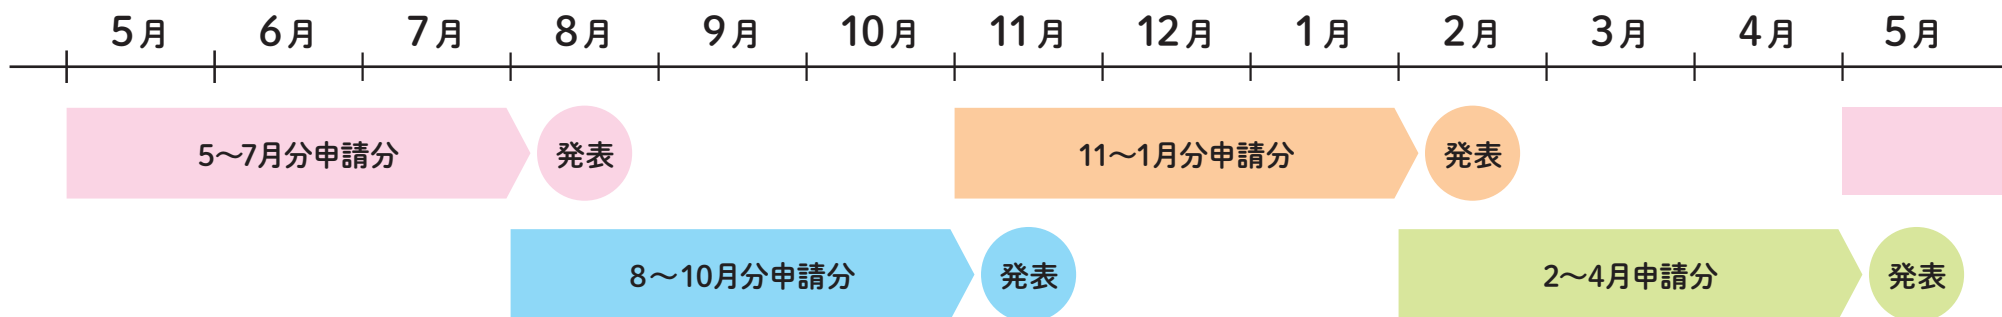 5月 6月 7月 8月 9月 10月 11月 12月 1月 2月 3月 4月 5月
5〜7月分申請分 発表 11〜1月分申請分 発表
8〜10月分申請分 発表 2〜4月申請分 発表